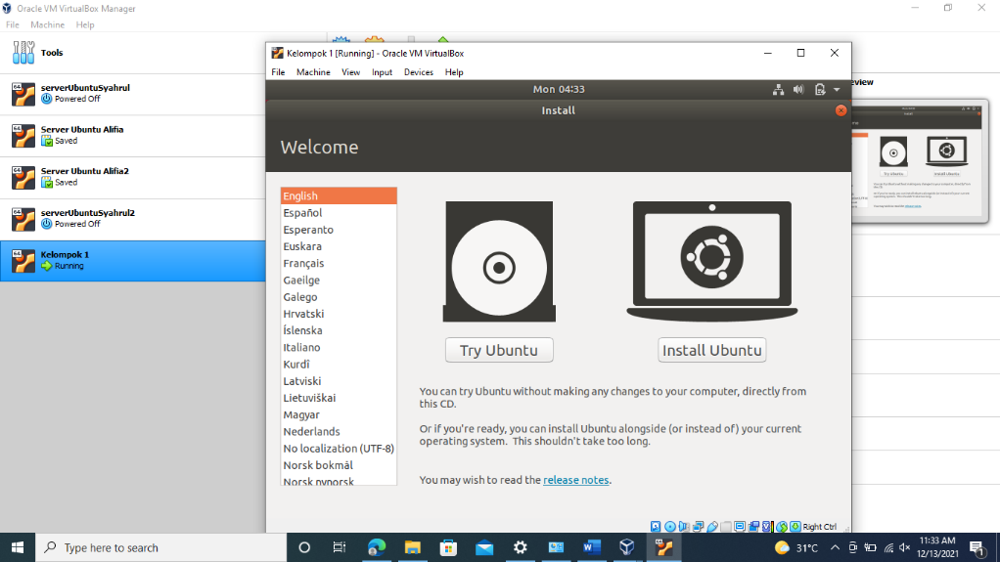 Oracle VM VirtualBox Manager
File Machine Help
Tools
serverUbuntuSyahrul
Powered Off
Server Ubuntu Alifia
Saved
Server Ubuntu Alifia2
Saved
serverUbuntuSyahrul2
Powered Off
Kelompok 1
Running
Kelompok 1 [Running] - Oracle VM VirtualBox
File Machine View Input Devices Help
Mon 04:33
Install
Welcome
English
Español
Esperanto
Euskara
Français
Gaeilge
Galego
Hrvatski
Íslenska
Italiano
Kurdî
Latviski
Lietuviškai
Magyar
Nederlands
No localization (UTF-8)
Norsk bokmål
Norsk nynorsk
Try Ubuntu
Install Ubuntu
You can try Ubuntu without making any changes to your computer, directly from
this CD.
Or if you're ready, you can install Ubuntu alongside (or instead of) your current
operating system. This shouldn't take too long.
You may wish to read the release notes.
Right Ctrl
eview
Install
Try Ubuntu
Install Ubuntu
Type here to search
31°C
11:33 AM
12/13/2021
1